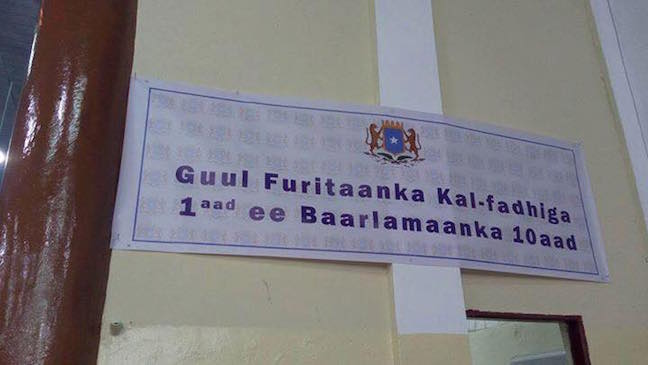 Guul Furitaanka Kal-fadhiga
1aad ee Baarlamaanka 10aad